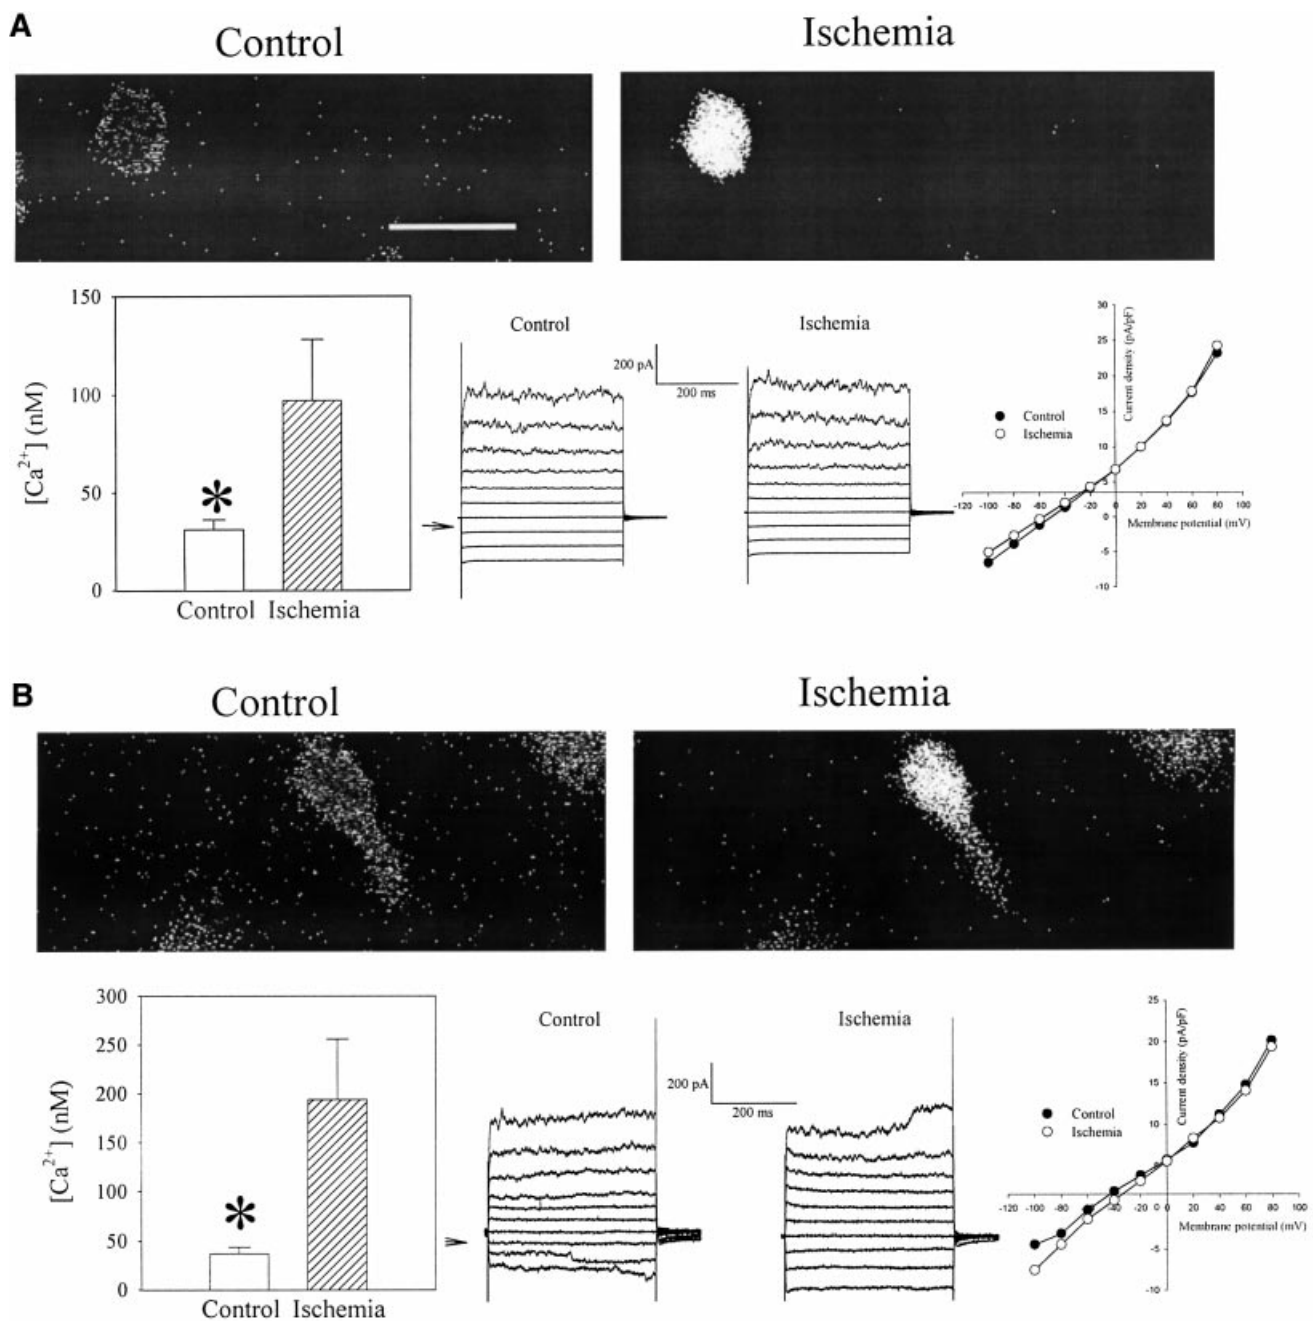 A
Control
Ischemia
150
100
50
0
[Ca2+] (nM)
*
Control Ischemia
Control
200 pA
200 ms
Ischemia
Control
Ischemia
30
25
20
15
10
5
0
-5
-10
Current density (pA/pF)
-120 -100 -80 -60 -40 -20 20 40 60 80 100
Membrane potential (mV)
B
Control
Ischemia
300
250
200
150
100
50
0
[Ca2+] (nM)
*
Control Ischemia
Control
200 pA
200 ms
Ischemia
Control
Ischemia
25
20
15
10
5
-5
-10
Current density (pA/pF)
-120 -100 -80 -60 -40 -20 0 20 40 60 80 100
Membrane potential (mV)